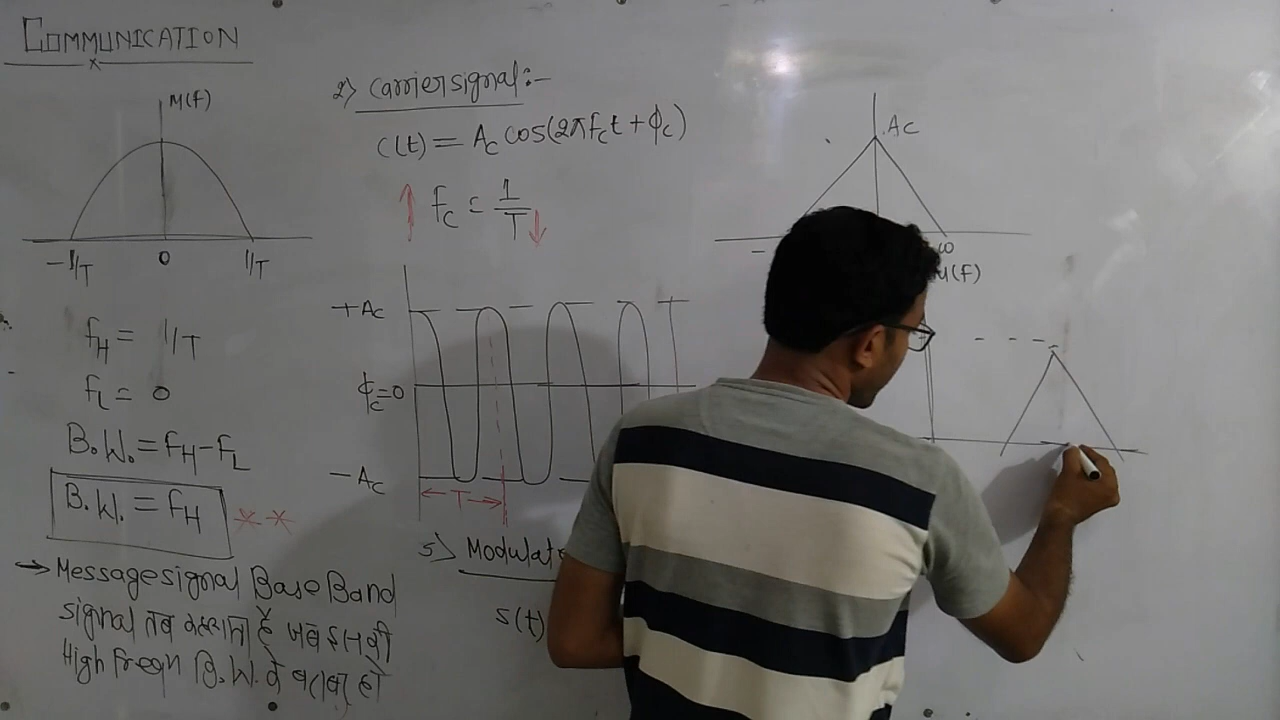 COMMUNICATION
M(f)
-1/T 0 1/T
fH = 1/T
fL = 0
B.W. = fH-fL
B.W. = fH **
→ Message signal Base Band
signal तब कहलाता है जब इसकी
High Freqn B.W. के बराबर हो
2> Carrier signal:-
c(t) = Ac cos(2πfct + ϕc)
↑ fc = 1/T ↓
+Ac
ϕc=0
-Ac
T
s> Modulat
s(t)
Ac
-
M(F)